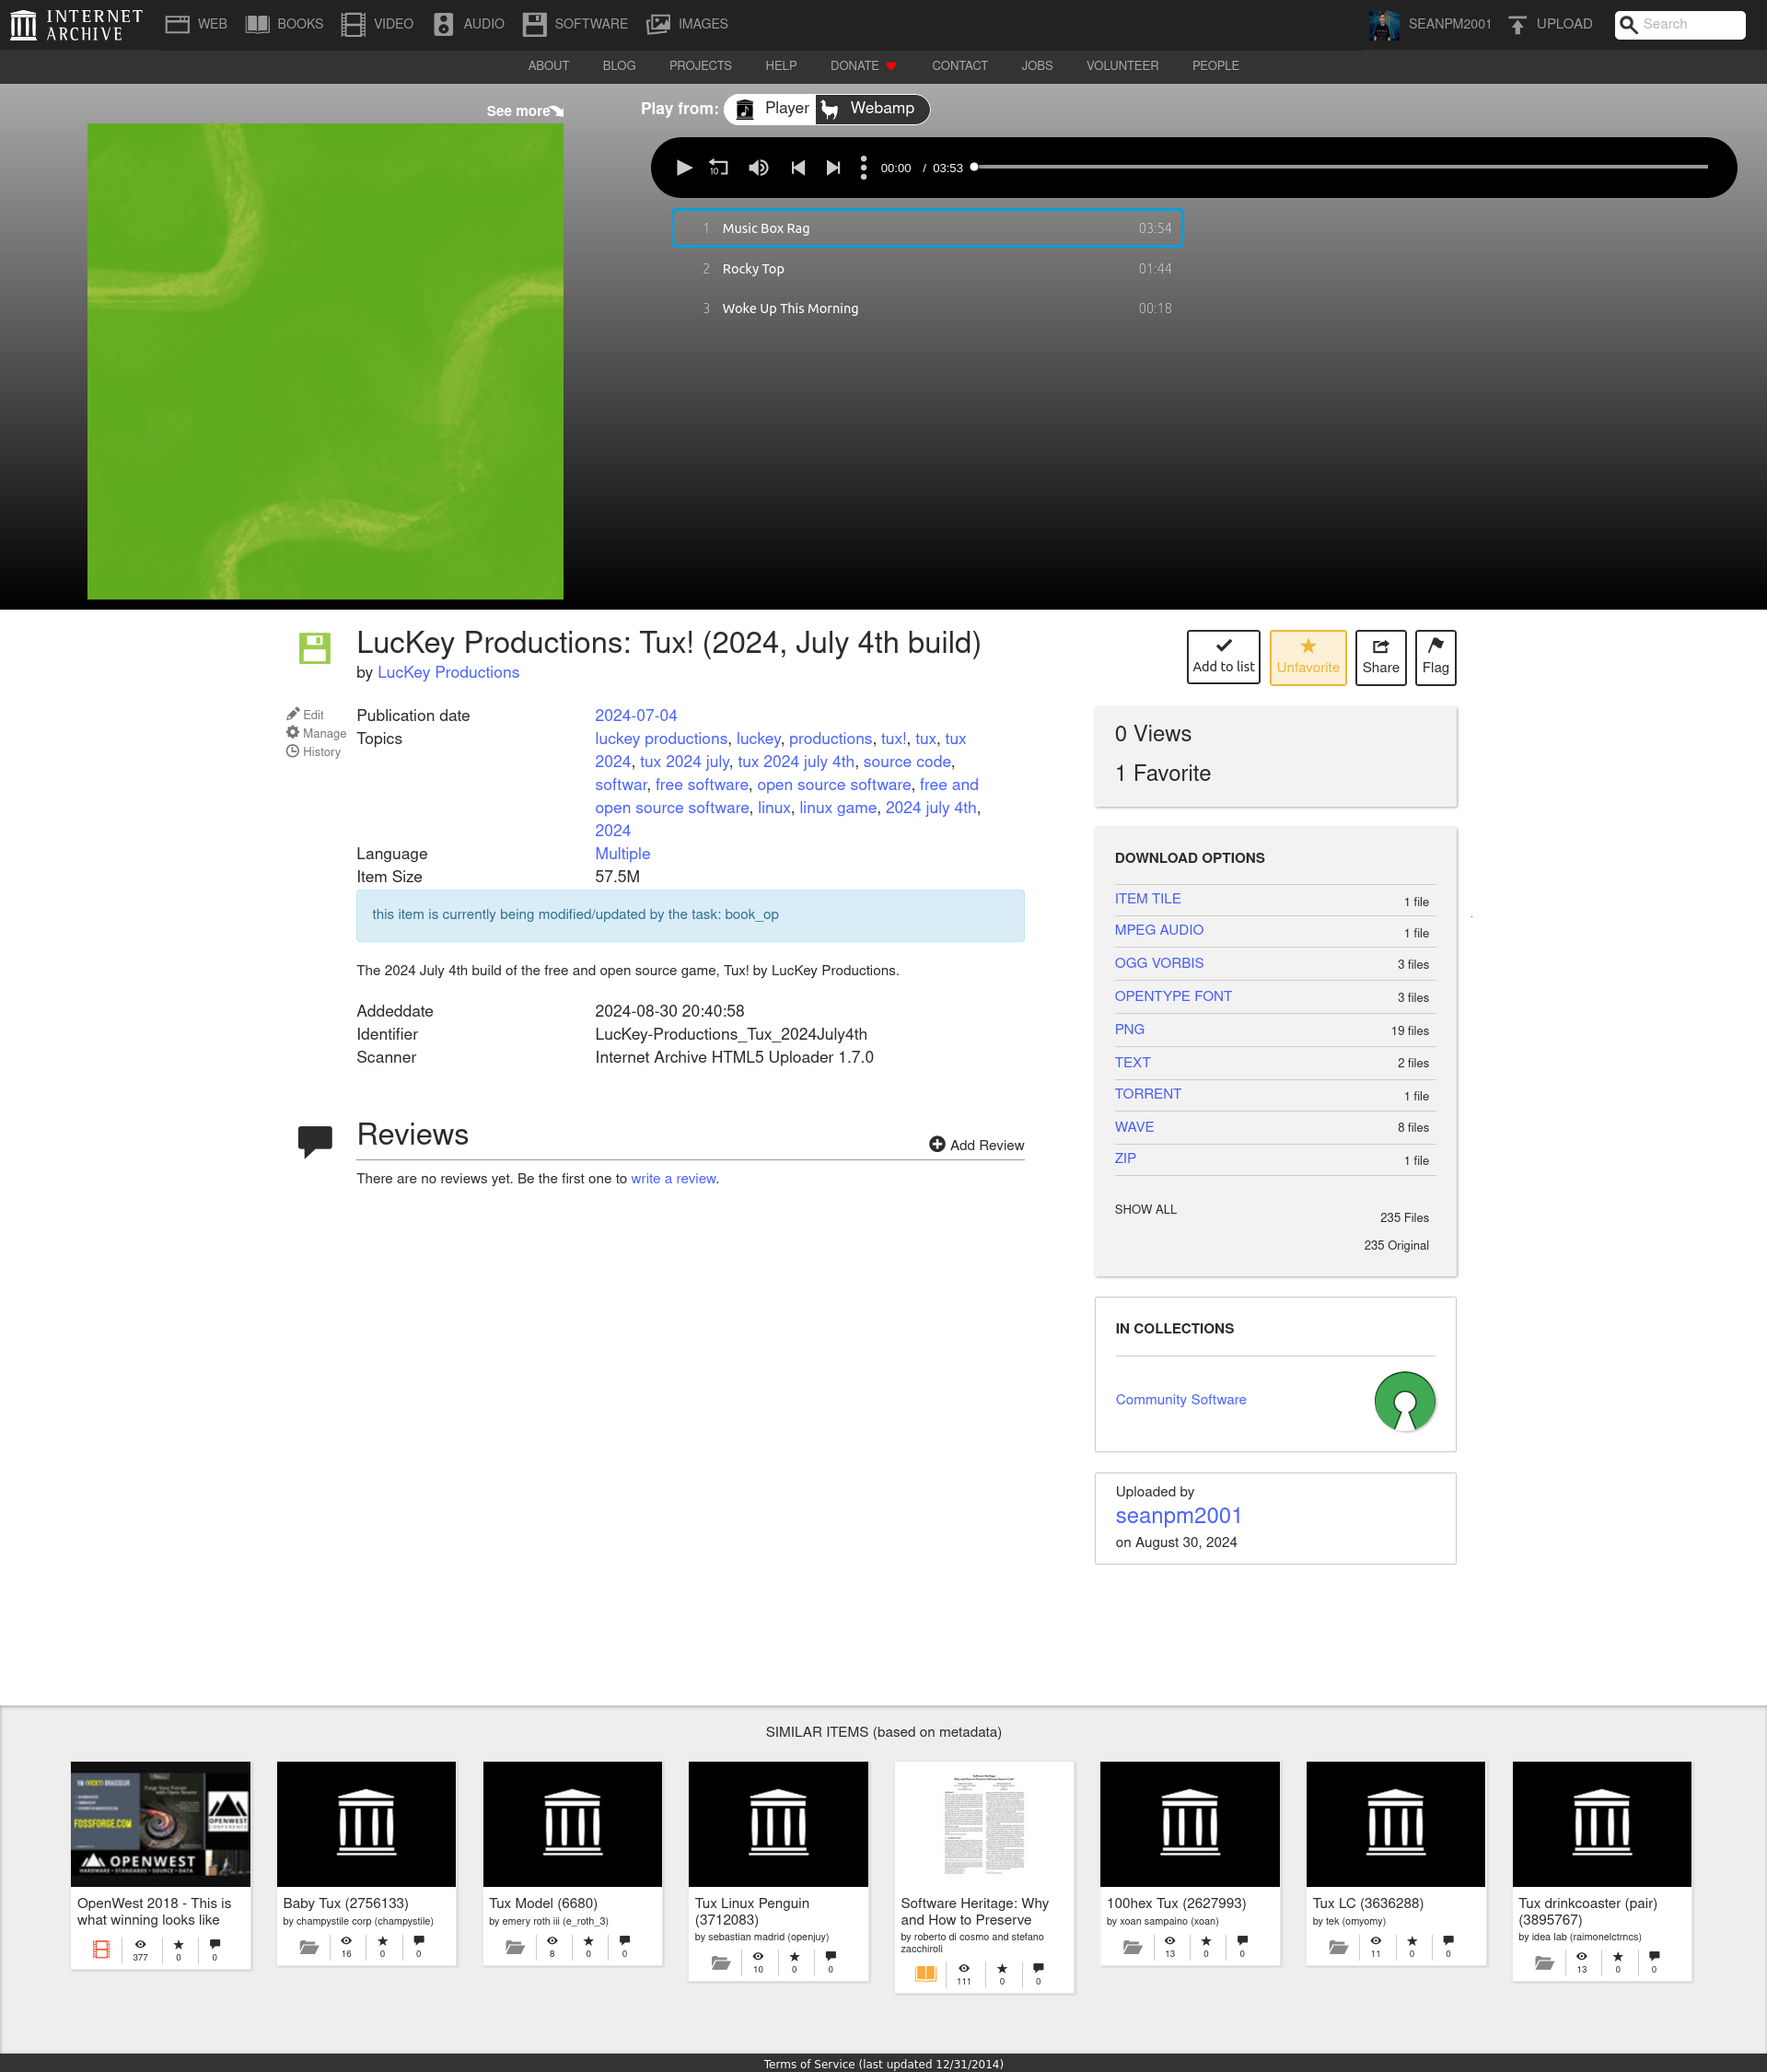 INTERNET
ARCHIVE
WEB
BOOKS
VIDEO
AUDIO
SOFTWARE
IMAGES
SEANPM2001
UPLOAD
Search
ABOUT
BLOG
PROJECTS
HELP
DONATE
CONTACT
JOBS
VOLUNTEER
PEOPLE
See more
Play from:
Player
Webamp
10
00:00 / 03:53
1 Music Box Rag 03:54
2 Rocky Top 01:44
3 Woke Up This Morning 00:18
LucKey Productions: Tux! (2024, July 4th build)
by LucKey Productions
Add to list
Unfavorite
Share
Flag
Edit
Manage
History
Publication date 2024-07-04
Topics luckey productions, luckey, productions, tux!, tux, tux
2024, tux 2024 july, tux 2024 july 4th, source code,
softwar, free software, open source software, free and
open source software, linux, linux game, 2024 july 4th,
2024
Language Multiple
Item Size 57.5M
this item is currently being modified/updated by the task: book_op
The 2024 July 4th build of the free and open source game, Tux! by LucKey Productions.
Addeddate 2024-08-30 20:40:58
Identifier LucKey-Productions_Tux_2024July4th
Scanner Internet Archive HTML5 Uploader 1.7.0
Reviews
Add Review
There are no reviews yet. Be the first one to write a review.
0 Views
1 Favorite
DOWNLOAD OPTIONS
ITEM TILE 1 file
MPEG AUDIO 1 file
OGG VORBIS 3 files
OPENTYPE FONT 3 files
PNG 19 files
TEXT 2 files
TORRENT 1 file
WAVE 8 files
ZIP 1 file
SHOW ALL
235 Files
235 Original
IN COLLECTIONS
Community Software
Uploaded by
seanpm2001
on August 30, 2024
SIMILAR ITEMS (based on metadata)
FOSSFORGE.COM
OPENWEST
OPENWEST
OpenWest 2018 - This is
what winning looks like
377 0 0
Baby Tux (2756133)
by champystile corp (champystile)
16 0 0
Tux Model (6680)
by emery roth iii (e_roth_3)
8 0 0
Tux Linux Penguin
(3712083)
by sebastian madrid (openjuy)
10 0 0
Software Heritage: Why
and How to Preserve
by roberto di cosmo and stefano
zacchiroli
111 0 0
100hex Tux (2627993)
by xoan sampaino (xoan)
13 0 0
Tux LC (3636288)
by tek (omyomy)
11 0 0
Tux drinkcoaster (pair)
(3895767)
by idea lab (raimonelctrncs)
13 0 0
Terms of Service (last updated 12/31/2014)